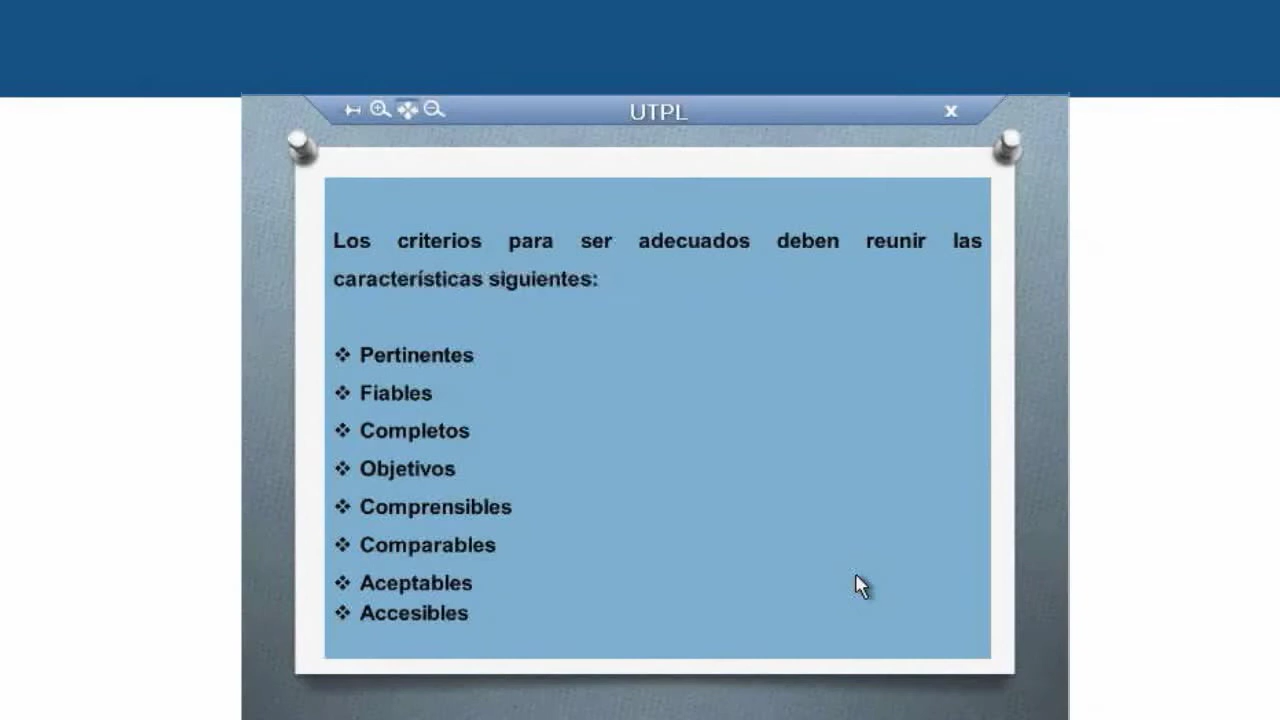 UTPL
x
Los criterios para ser adecuados deben reunir las
características siguientes:
❖ Pertinentes
❖ Fiables
❖ Completos
❖ Objetivos
❖ Comprensibles
❖ Comparables
❖ Aceptables
❖ Accesibles